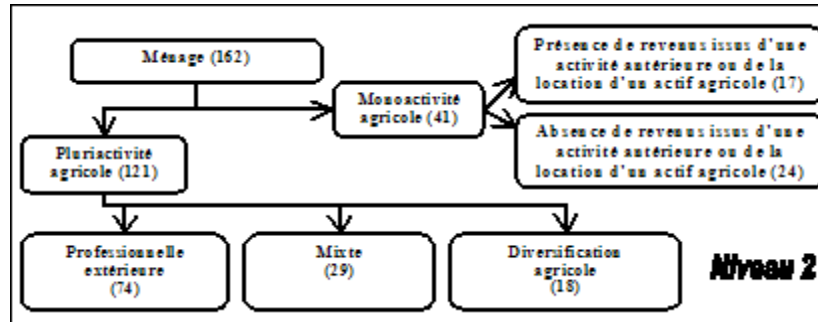 Ménage (162)
Présence de revenus issus d'une
activité antérieure ou de la
location d'un actif agricole (17)
Monoactivité
agricole (41)
Absence de revenus issus d'une
activité antérieure ou de la
location d'un actif agricole (24)
Pluriactivité
agricole (121)
Professionnelle
extérieure
(74)
Mixte
(29)
Diversification
agricole
(18)
Niveau 2